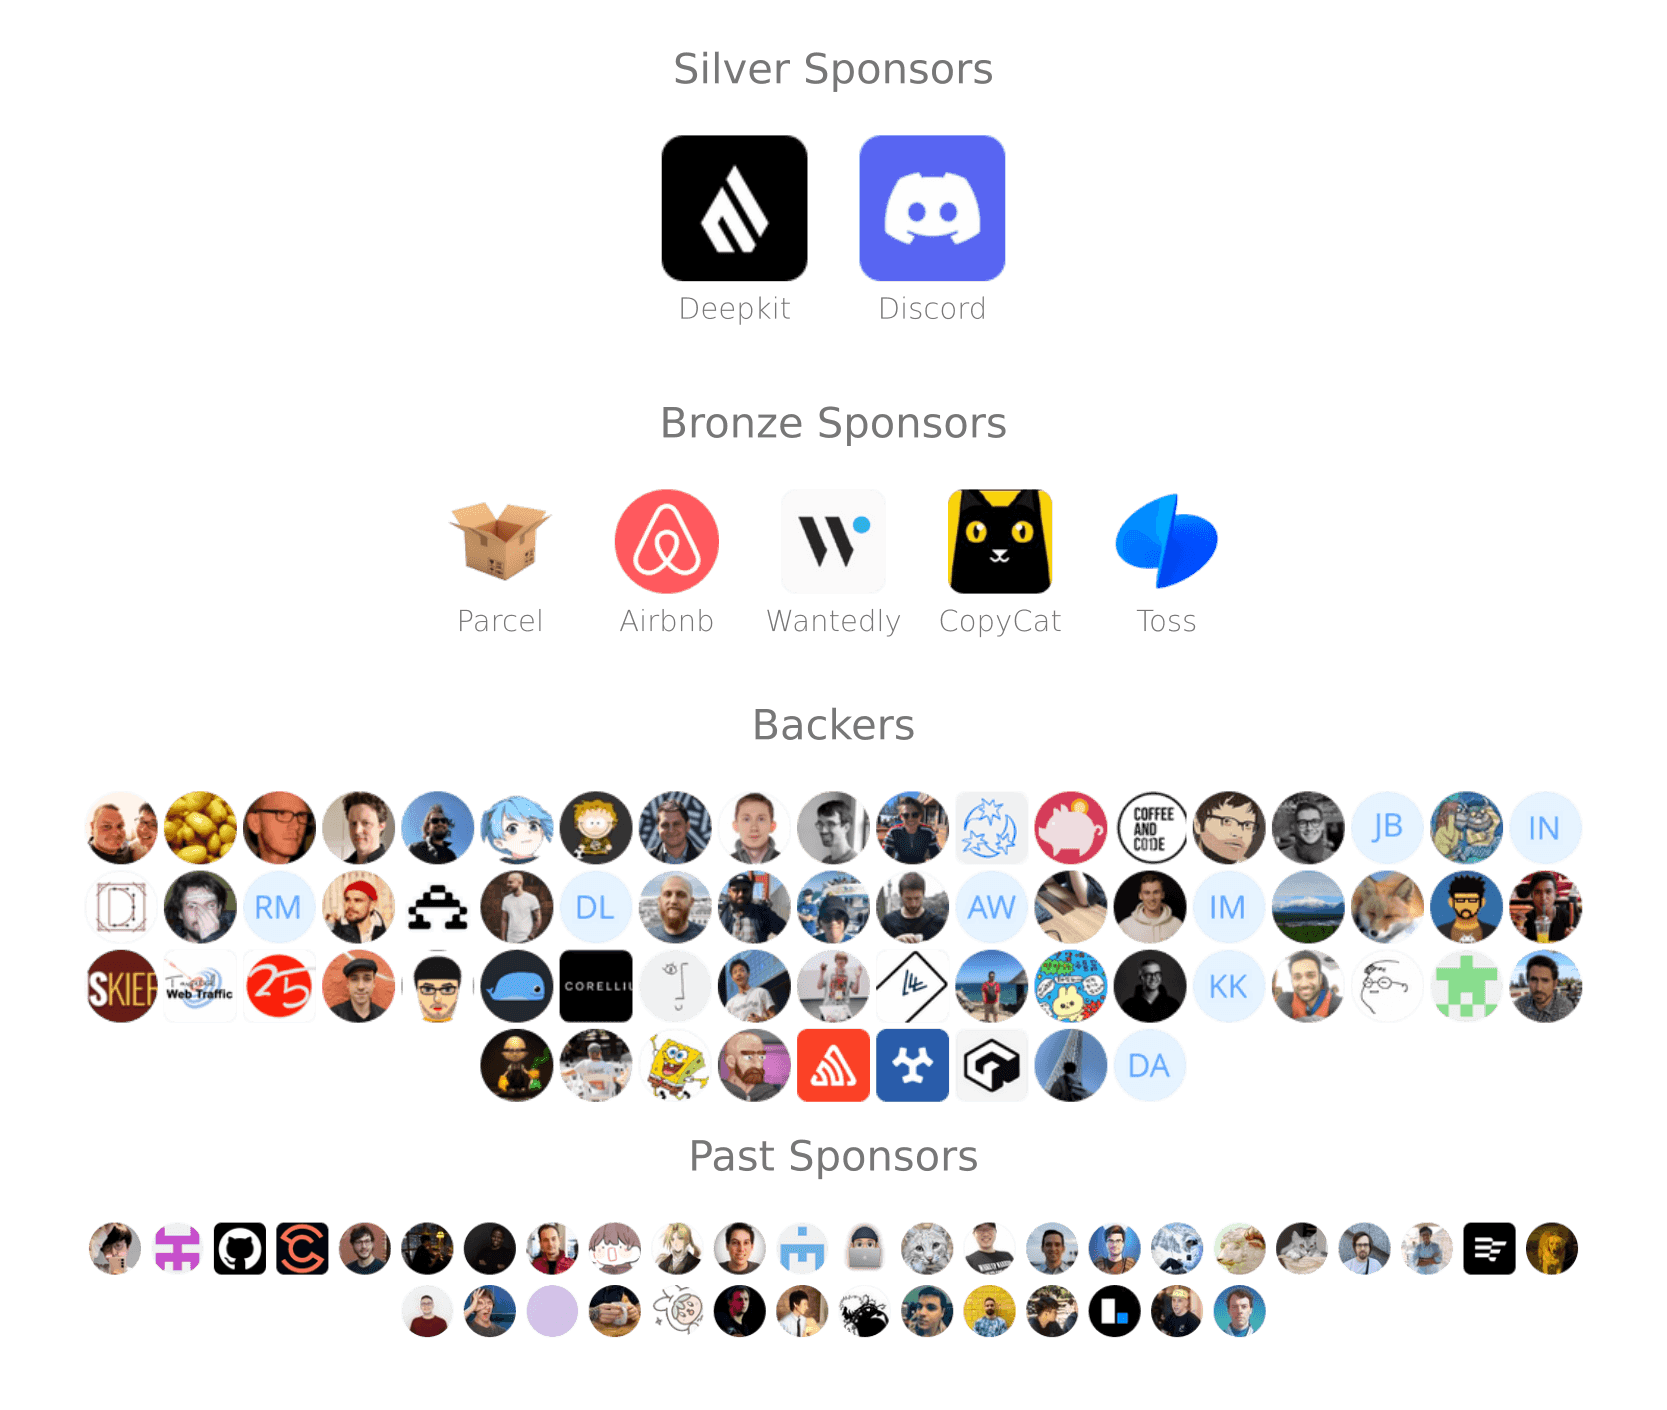 Silver Sponsors
Deepkit
Discord
Bronze Sponsors
Parcel
Airbnb
Wantedly
CopyCat
Toss
Backers
COFFEE
AND
CODE
JB
IN
RM
DL
AW
IM
SKIEF
Web Traffic
25
CORELLIU
KK
DA
Past Sponsors